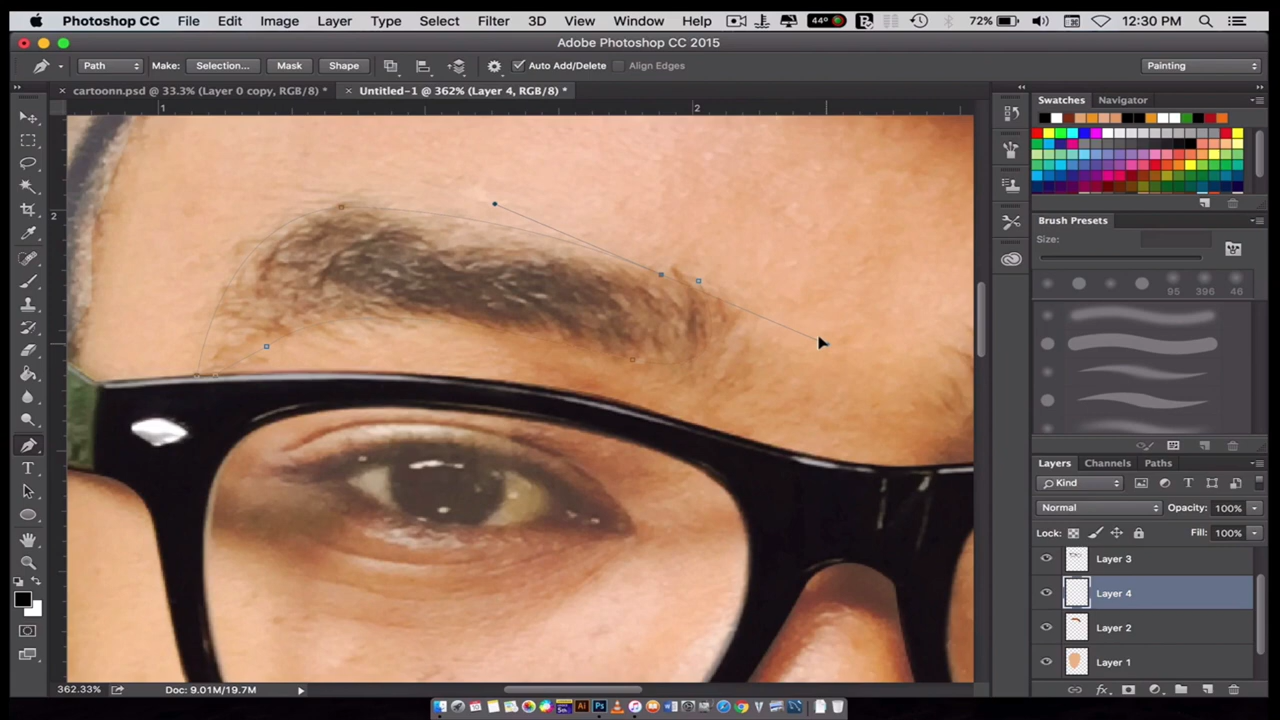 Photoshop CC File Edit Image Layer Type Select Filter 3D View Window Help 44° 72% 12:30 PM
Adobe Photoshop CC 2015
Path Make: Selection... Mask Shape Auto Add/Delete Align Edges Painting
cartoonn.psd @ 33.3% (Layer 0 copy, RGB/8) * Untitled-1 @ 362% (Layer 4, RGB/8) *
Swatches Navigator
1 2
2
Brush Presets
Size:
95 396 46
Layers Channels Paths
Kind
Normal Opacity: 100%
Lock: Fill: 100%
Layer 3
Layer 4
Layer 2
Layer 1
362.33% Doc: 9.01M/19.7M